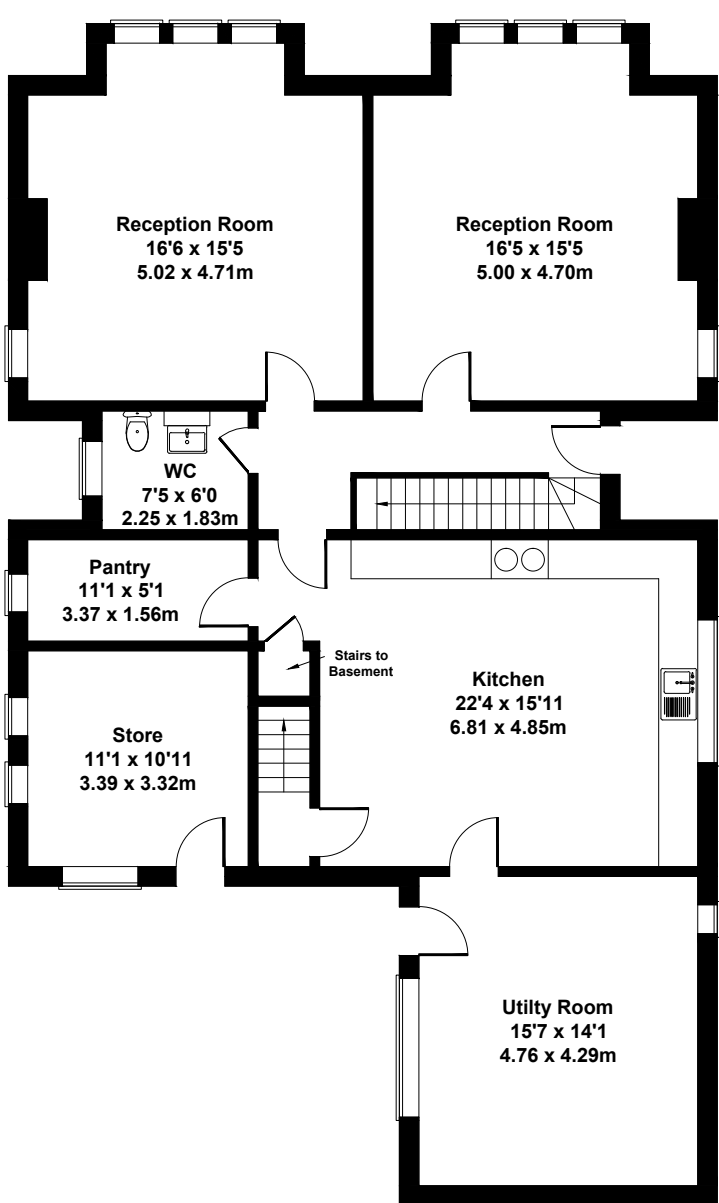 Reception Room
16'6 x 15'5
5.02 x 4.71m
Reception Room
16'5 x 15'5
5.00 x 4.70m
WC
7'5 x 6'0
2.25 x 1.83m
Pantry
11'1 x 5'1
3.37 x 1.56m
Stairs to
Basement
Kitchen
22'4 x 15'11
6.81 x 4.85m
Store
11'1 x 10'11
3.39 x 3.32m
Utilty Room
15'7 x 14'1
4.76 x 4.29m